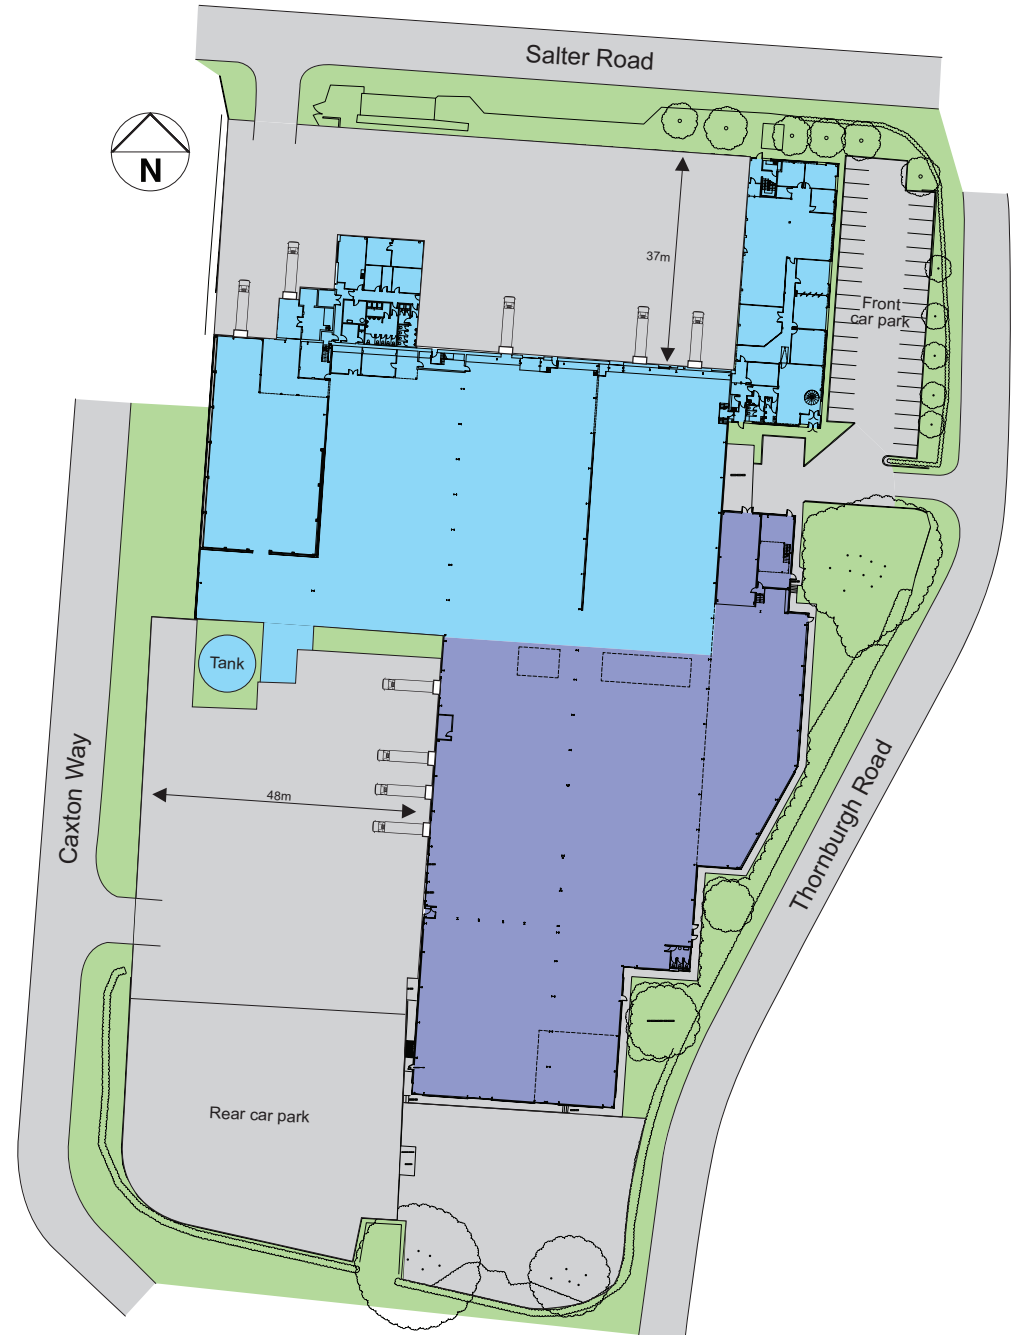 Salter Road
N
37m
Front
car park
Tank
Caxton Way
48m
Thornburgh Road
Rear car park